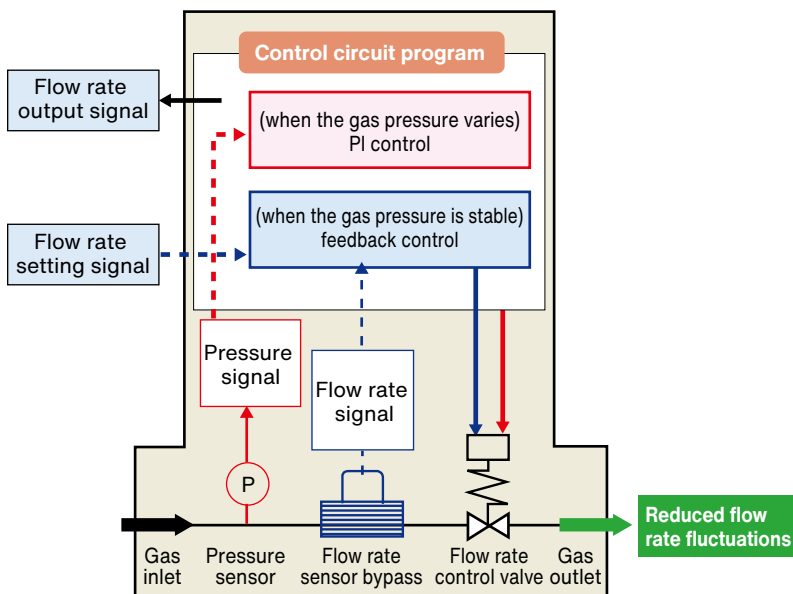 Control circuit program
Flow rate
output signal
(when the gas pressure varies)
PI control
(when the gas pressure is stable)
feedback control
Flow rate
setting signal
Pressure
signal
Flow rate
signal
P
Reduced flow
rate fluctuations
Gas
inlet
Pressure
sensor
Flow rate
sensor bypass
Flow rate
control valve
Gas
outlet